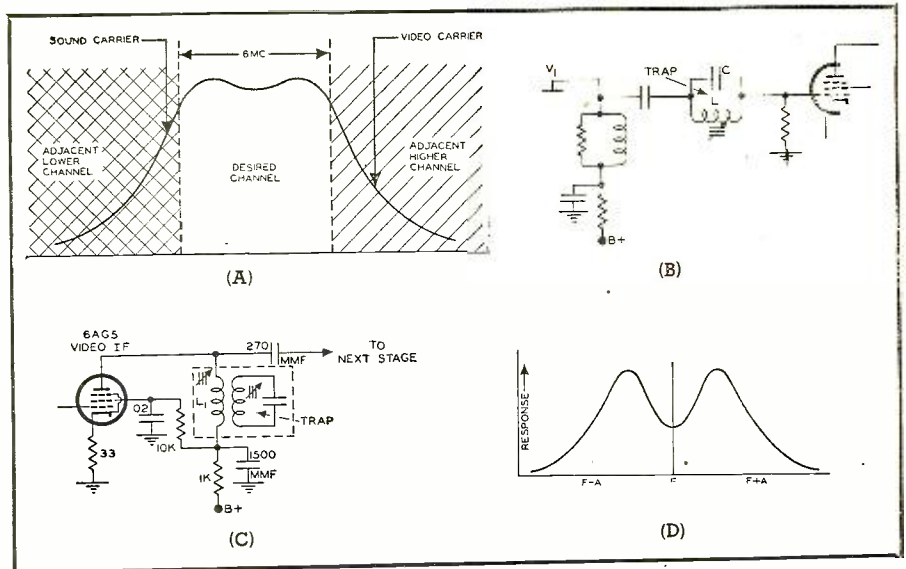 SOUND CARRIER
6MC
VIDEO CARRIER
ADJACENT
LOWER
CHANNEL
DESIRED
CHANNEL
ADJACENT
HIGHER
CHANNEL
(A)
V1
TRAP
C
L
B+
(B)
6AG5
VIDEO IF
270
MMF
TO
NEXT STAGE
L1
TRAP
02
10K
33
1500
MMF
1K
B+
(C)
RESPONSE
F-A
F
F+A
(D)